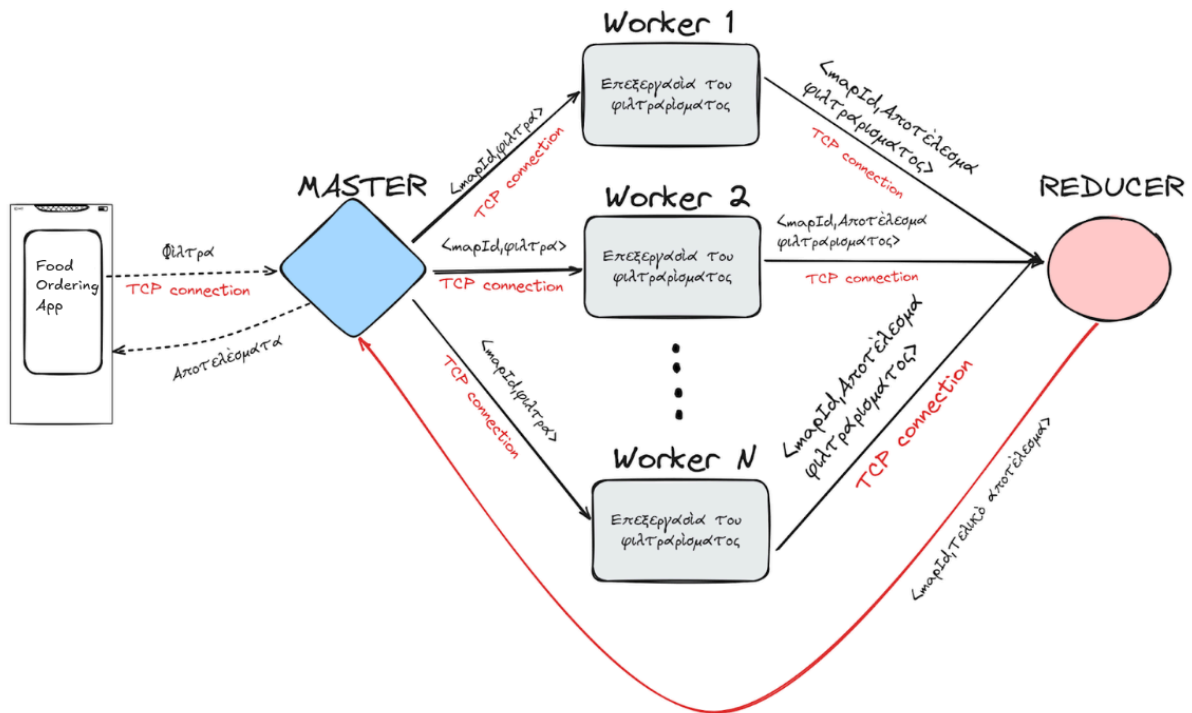 Worker 1
Επεξεργασία του
φιλτραρίσματος
<mapId,φίλτρα>
TCP connection
<mapId,Αποτέλεσμα
φιλτραρίσματος>
TCP connection
MASTER
Worker 2
REDUCER
Food
Ordering
App
Φίλτρα
TCP connection
Αποτελέσματα
<mapId,φίλτρα>
TCP connection
Επεξεργασία του
φιλτραρίσματος
<mapId,Αποτέλεσμα
φιλτραρίσματος>
TCP connection
<mapId,φίλτρα>
TCP connection
<mapId,Αποτέλεσμα
φιλτραρίσματος>
TCP connection
Worker N
Επεξεργασία του
φιλτραρίσματος
<mapId,τελικό αποτέλεσμα>